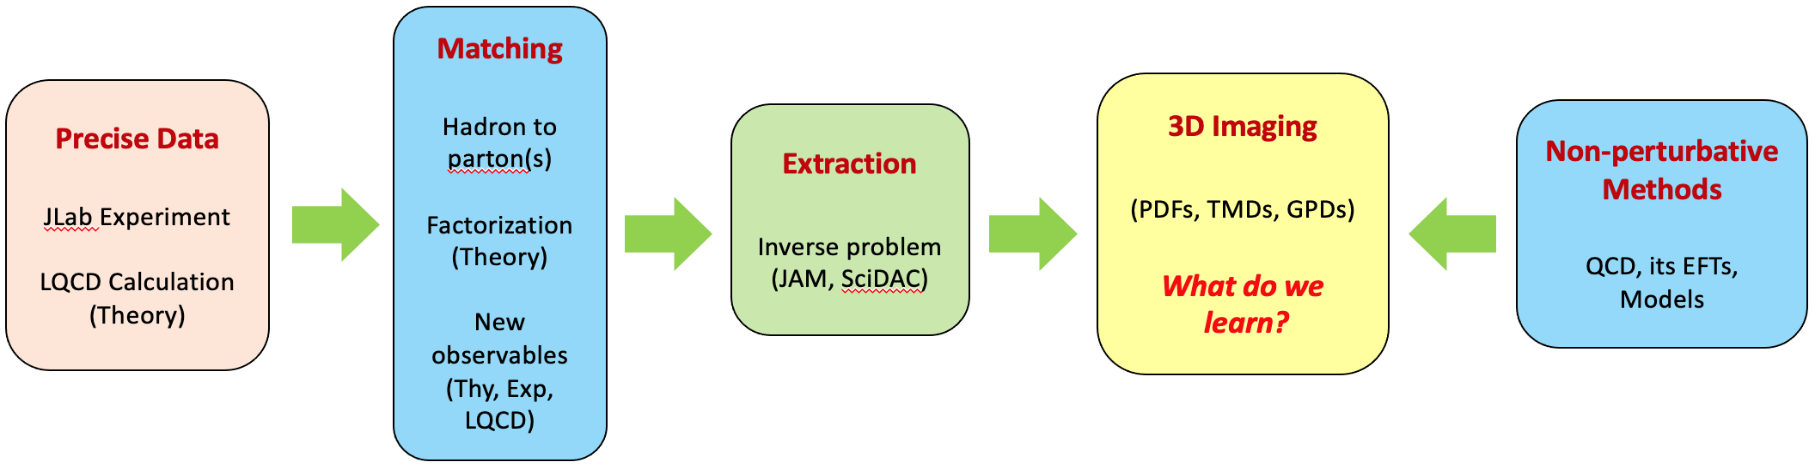 Precise Data
JLab Experiment
LQCD Calculation
(Theory)
Matching
Hadron to
parton(s)
Factorization
(Theory)
New
observables
(Thy, Exp,
LQCD)
Extraction
Inverse problem
(JAM, SciDAC)
3D Imaging
(PDFs, TMDs, GPDs)
What do we
learn?
Non-perturbative
Methods
QCD, its EFTs,
Models